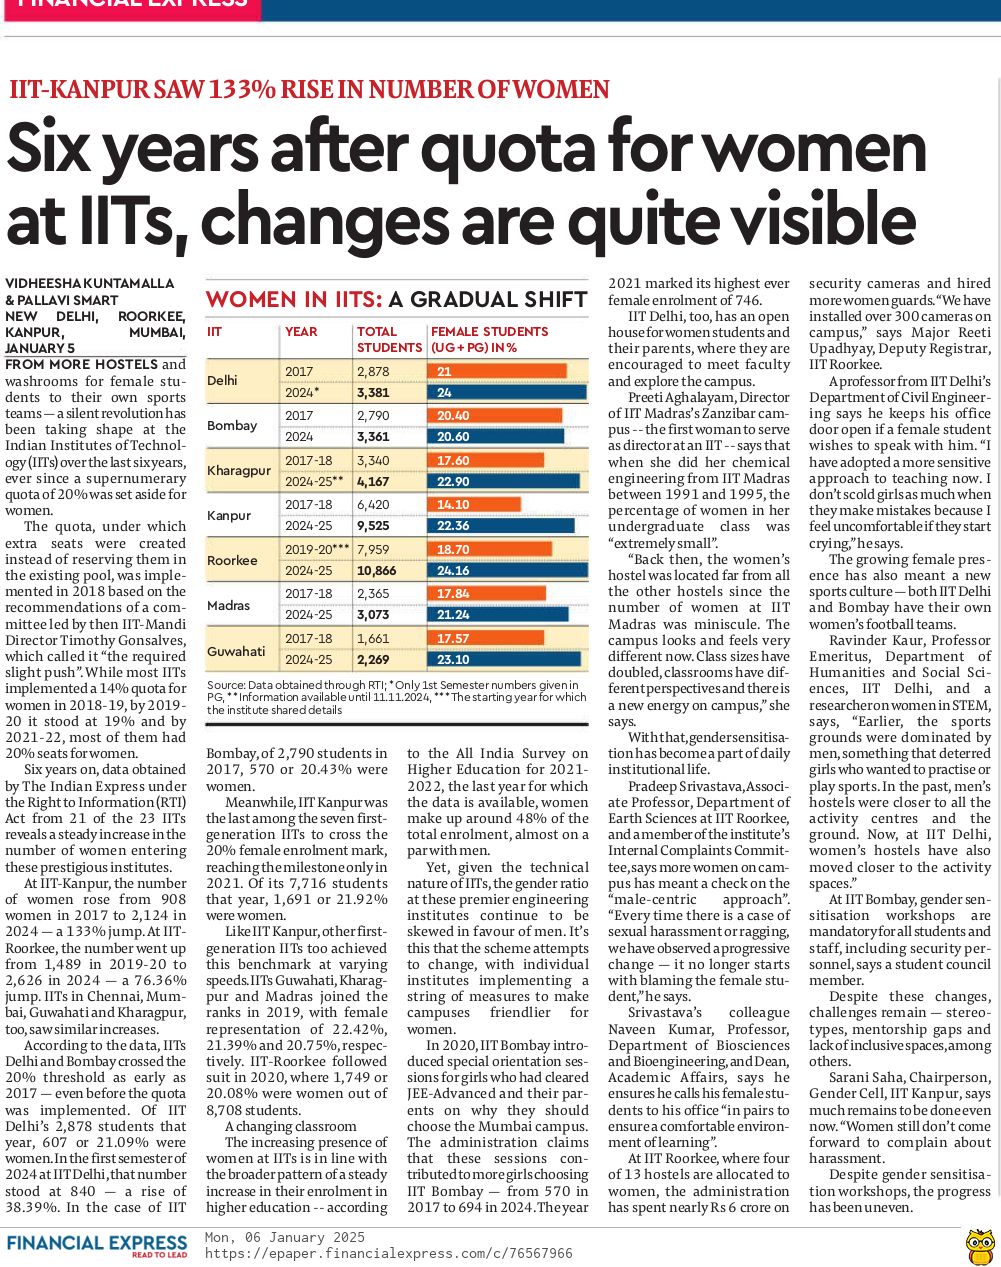 FINANCIAL EXPRESS
IIT-KANPUR SAW 133% RISE IN NUMBER OF WOMEN
Six years after quota for women
at IITs, changes are quite visible
VIDHEESHA KUNTAMALLA
& PALLAVI SMART
NEW DELHI, ROORKEE,
KANPUR, MUMBAI,
JANUARY 5
FROM MORE HOSTELS and
washrooms for female stu-
dents to their own sports
teams — a silent revolution has
been taking shape at the
Indian Institutes of Technol-
ogy (IITs) over the last six years,
ever since a supernumerary
quota of 20% was set aside for
women.
The quota, under which
extra seats were created
instead of reserving them in
the existing pool, was imple-
mented in 2018 based on the
recommendations of a com-
mittee led by then IIT-Mandi
Director Timothy Gonsalves,
which called it “the required
slight push”. While most IITs
implemented a 14% quota for
women in 2018-19, by 2019-
20 it stood at 19% and by
2021-22, most of them had
20% seats for women.
Six years on, data obtained
by The Indian Express under
the Right to Information (RTI)
Act from 21 of the 23 IITs
reveals a steady increase in the
number of women entering
these prestigious institutes.
At IIT-Kanpur, the number
of women rose from 908
women in 2017 to 2,124 in
2024 — a 133% jump. At IIT-
Roorkee, the number went up
from 1,489 in 2019-20 to
2,626 in 2024 — a 76.36%
jump. IITs in Chennai, Mum-
bai, Guwahati and Kharagpur,
too, saw similar increases.
According to the data, IITs
Delhi and Bombay crossed the
20% threshold as early as
2017 — even before the quota
was implemented. Of IIT
Delhi's 2,878 students that
year, 607 or 21.09% were
women. In the first semester of
2024 at IIT Delhi, that number
stood at 840 — a rise of
38.39%. In the case of IIT
WOMEN IN IITS: A GRADUAL SHIFT
IIT YEAR TOTAL STUDENTS FEMALE STUDENTS (UG + PG) IN %
Delhi 2017 2,878 21
2024* 3,381 24
Bombay 2017 2,790 20.40
2024 3,361 20.60
Kharagpur 2017-18 3,340 17.60
2024-25** 4,167 22.90
Kanpur 2017-18 6,420 14.10
2024-25 9,525 22.36
Roorkee 2019-20*** 7,959 18.70
2024-25 10,866 24.16
Madras 2017-18 2,365 17.84
2024-25 3,073 21.24
Guwahati 2017-18 1,661 17.57
2024-25 2,269 23.10
Source: Data obtained through RTI; *Only 1st Semester numbers given in
PG, **Information available until 11.11.2024, ***The starting year for which
the institute shared details
Bombay, of 2,790 students in
2017, 570 or 20.43% were
women.
Meanwhile, IIT Kanpur was
the last among the seven first-
generation IITs to cross the
20% female enrolment mark,
reaching the milestone only in
2021. Of its 7,716 students
that year, 1,691 or 21.92%
were women.
Like IIT Kanpur, other first-
generation IITs too achieved
this benchmark at varying
speeds. IITs Guwahati, Kharag-
pur and Madras joined the
ranks in 2019, with female
representation of 22.42%,
21.39% and 20.75%, respec-
tively. IIT-Roorkee followed
suit in 2020, where 1,749 or
20.08% were women out of
8,708 students.
A changing classroom
The increasing presence of
women at IITs is in line with
the broader pattern of a steady
increase in their enrolment in
higher education -- according
to the All India Survey on
Higher Education for 2021-
2022, the last year for which
the data is available, women
make up around 48% of the
total enrolment, almost on a
par with men.
Yet, given the technical
nature of IITs, the gender ratio
at these premier engineering
institutes continue to be
skewed in favour of men. It's
this that the scheme attempts
to change, with individual
institutes implementing a
string of measures to make
campuses friendlier for
women.
In 2020, IIT Bombay intro-
duced special orientation ses-
sions for girls who had cleared
JEE-Advanced and their par-
ents on why they should
choose the Mumbai campus.
The administration claims
that these sessions con-
tributed to more girls choosing
IIT Bombay — from 570 in
2017 to 694 in 2024. The year
2021 marked its highest ever
female enrolment of 746.
IIT Delhi, too, has an open
house for women students and
their parents, where they are
encouraged to meet faculty
and explore the campus.
Preeti Aghalayam, Director
of IIT Madras's Zanzibar cam-
pus -- the first woman to serve
as director at an IIT -- says that
when she did her chemical
engineering from IIT Madras
between 1991 and 1995, the
percentage of women in her
undergraduate class was
“extremely small”.
“Back then, the women's
hostel was located far from all
the other hostels since the
number of women at IIT
Madras was miniscule. The
campus looks and feels very
different now. Class sizes have
doubled, classrooms have dif-
ferent perspectives and there is
a new energy on campus,” she
says.
With that, gender sensitisa-
tion has become a part of daily
institutional life.
Pradeep Srivastava, Associ-
ate Professor, Department of
Earth Sciences at IIT Roorkee,
and a member of the institute's
Internal Complaints Commit-
tee, says more women on cam-
pus has meant a check on the
“male-centric approach”.
“Every time there is a case of
sexual harassment or ragging,
we have observed a progressive
change — it no longer starts
with blaming the female stu-
dent,” he says.
Srivastava's colleague
Naveen Kumar, Professor,
Department of Biosciences
and Bioengineering, and Dean,
Academic Affairs, says he
ensures he calls his female stu-
dents to his office “in pairs to
ensure a comfortable environ-
ment of learning”.
At IIT Roorkee, where four
of 13 hostels are allocated to
women, the administration
has spent nearly Rs 6 crore on
security cameras and hired
more women guards. “We have
installed over 300 cameras on
campus,” says Major Reeti
Upadhyay, Deputy Registrar,
IIT Roorkee.
A professor from IIT Delhi's
Department of Civil Engineer-
ing says he keeps his office
door open if a female student
wishes to speak with him. “I
have adopted a more sensitive
approach to teaching now. I
don't scold girls as much when
they make mistakes because I
feel uncomfortable if they start
crying,” he says.
The growing female pres-
ence has also meant a new
sports culture — both IIT Delhi
and Bombay have their own
women's football teams.
Ravinder Kaur, Professor
Emeritus, Department of
Humanities and Social Sci-
ences, IIT Delhi, and a
researcher on women in STEM,
says, “Earlier, the sports
grounds were dominated by
men, something that deterred
girls who wanted to practise or
play sports. In the past, men's
hostels were closer to all the
activity centres and the
ground. Now, at IIT Delhi,
women's hostels have also
moved closer to the activity
spaces.”
At IIT Bombay, gender sen-
sitisation workshops are
mandatory for all students and
staff, including security per-
sonnel, says a student council
member.
Despite these changes,
challenges remain — stereo-
types, mentorship gaps and
lack of inclusive spaces, among
others.
Sarani Saha, Chairperson,
Gender Cell, IIT Kanpur, says
much remains to be done even
now. “Women still don't come
forward to complain about
harassment.
Despite gender sensitisa-
tion workshops, the progress
has been uneven.
FINANCIAL EXPRESS
READ TO LEAD
Mon, 06 January 2025
https://epaper.financialexpress.com/c/76567966